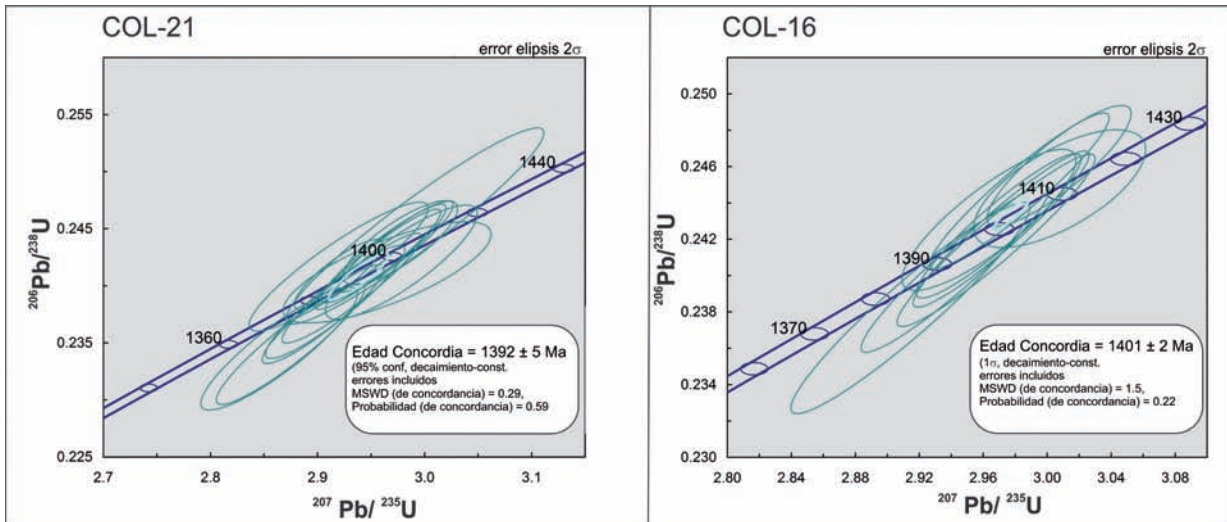 COL-21
error elipsis 2σ
206Pb/238U
0.255
0.245
0.235
0.225
1440
1400
1360
Edad Concordia = 1392 ± 5 Ma
(95% conf, decaimiento-const.
errores incluidos
MSWD (de concordancia) = 0.29,
Probabilidad (de concordancia) = 0.59
2.7 2.8 2.9 3.0 3.1
207 Pb/ 235U
COL-16
error elipsis 2σ
206Pb/238U
0.250
0.246
0.242
0.238
0.234
0.230
1430
1410
1390
1370
Edad Concordia = 1401 ± 2 Ma
(1σ, decaimiento-const.
errores incluidos
MSWD (de concordancia) = 1.5,
Probabilidad (de concordancia) = 0.22
2.80 2.84 2.88 2.92 2.96 3.00 3.04 3.08
207 Pb/ 235U